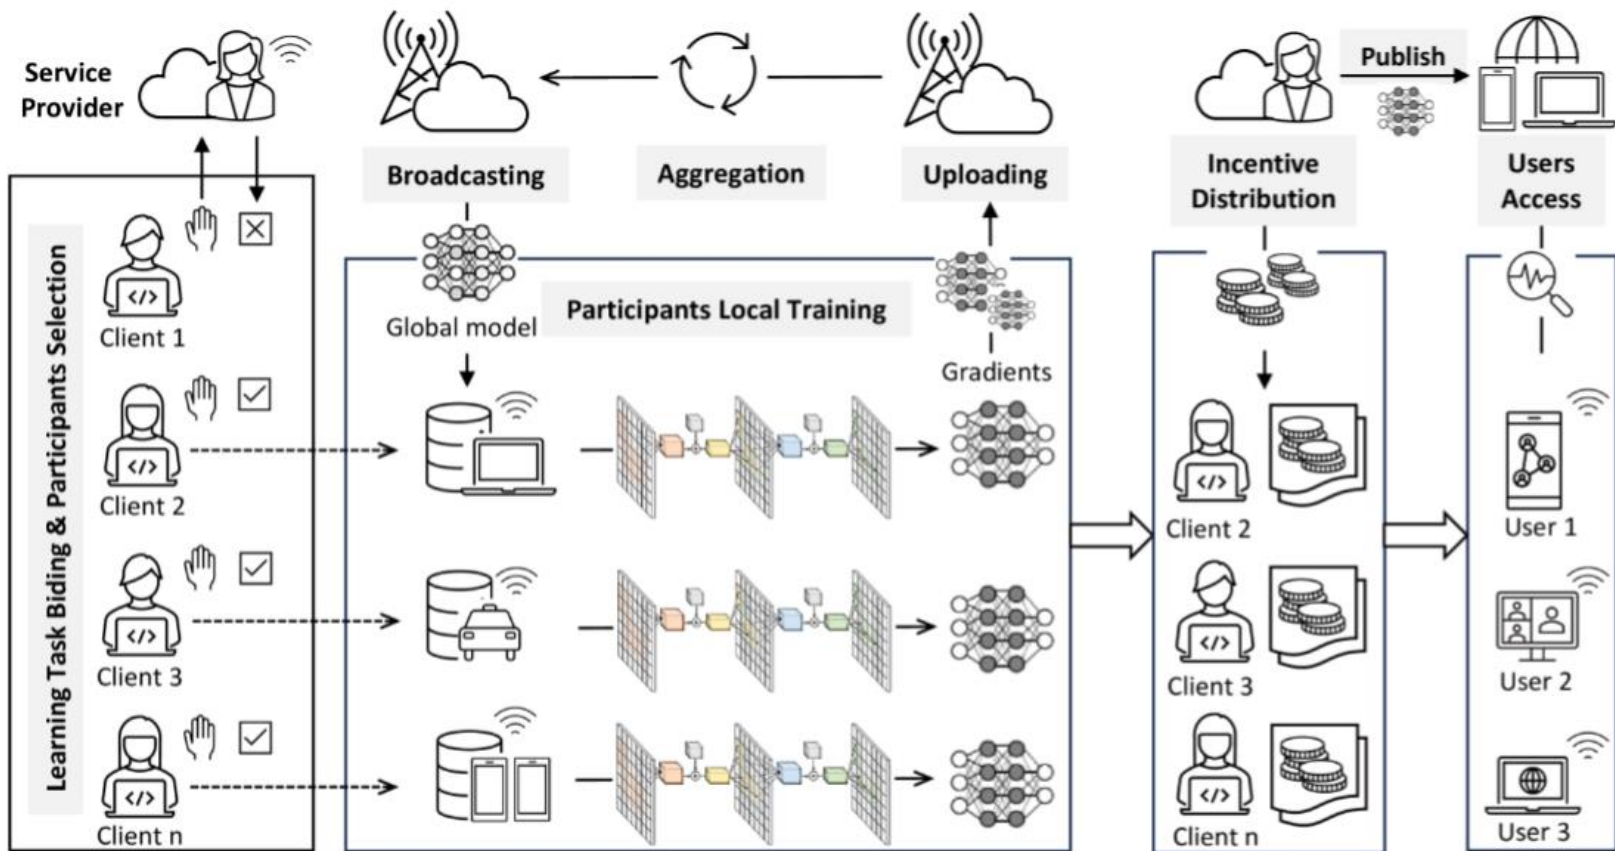 Service
Provider
Learning Task Biding & Participants Selection
</>
Client 1
</>
Client 2
</>
Client 3
</>
Client n
Broadcasting
Aggregation
Uploading
Global model
Participants Local Training
Gradients
Publish
Incentive
Distribution
</>
Client 2
</>
Client 3
</>
Client n
Users
Access
User 1
User 2
User 3